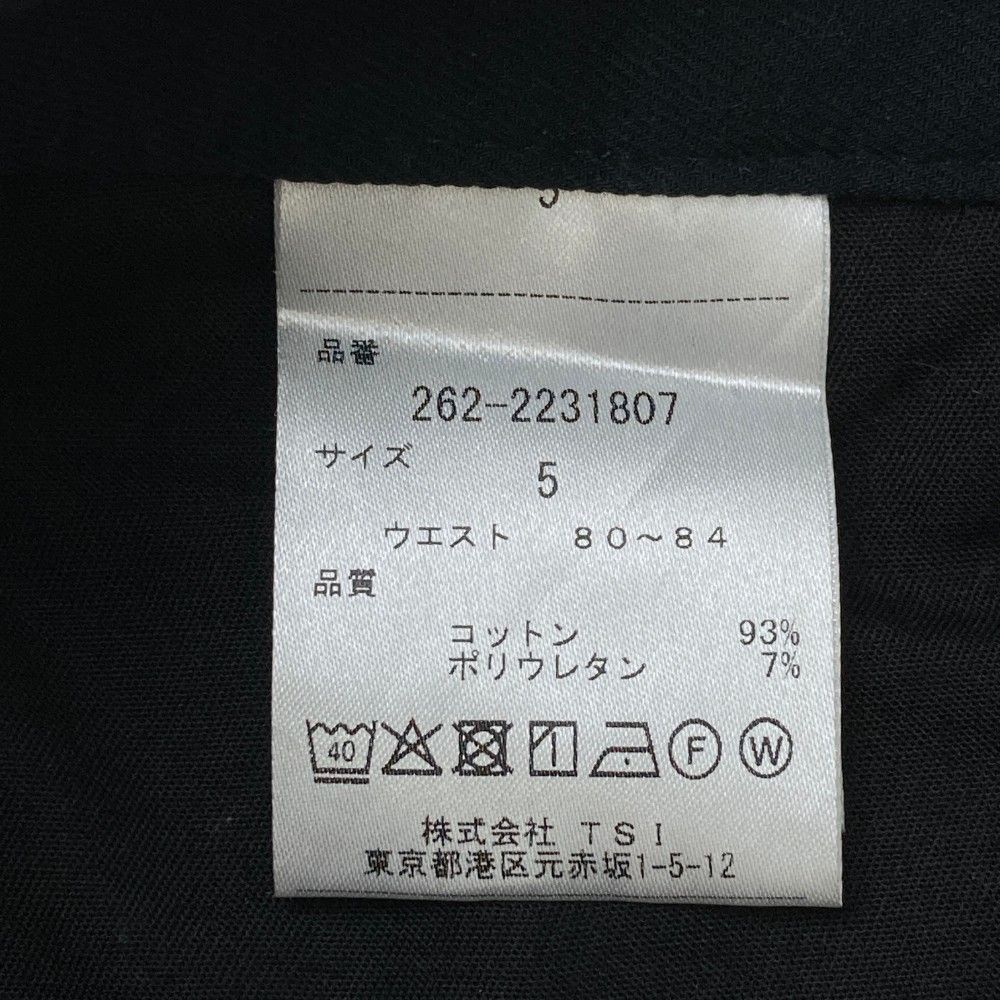 品番
262-2231807
サイズ
5
ウエスト 80～84
品質
コットン 93%
ポリウレタン 7%
40 F W
株式会社 TSI
東京都港区元赤坂1-5-12